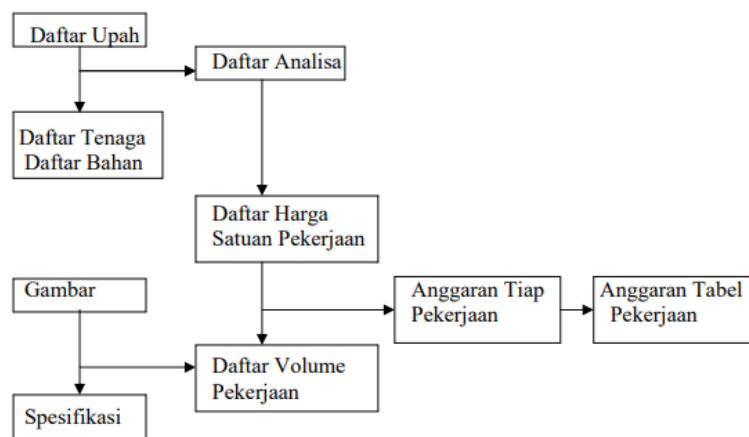 Daftar Upah
Daftar Analisa
Daftar Tenaga
Daftar Bahan
Daftar Harga
Satuan Pekerjaan
Gambar
Anggaran Tiap
Pekerjaan
Anggaran Tabel
Pekerjaan
Daftar Volume
Pekerjaan
Spesifikasi